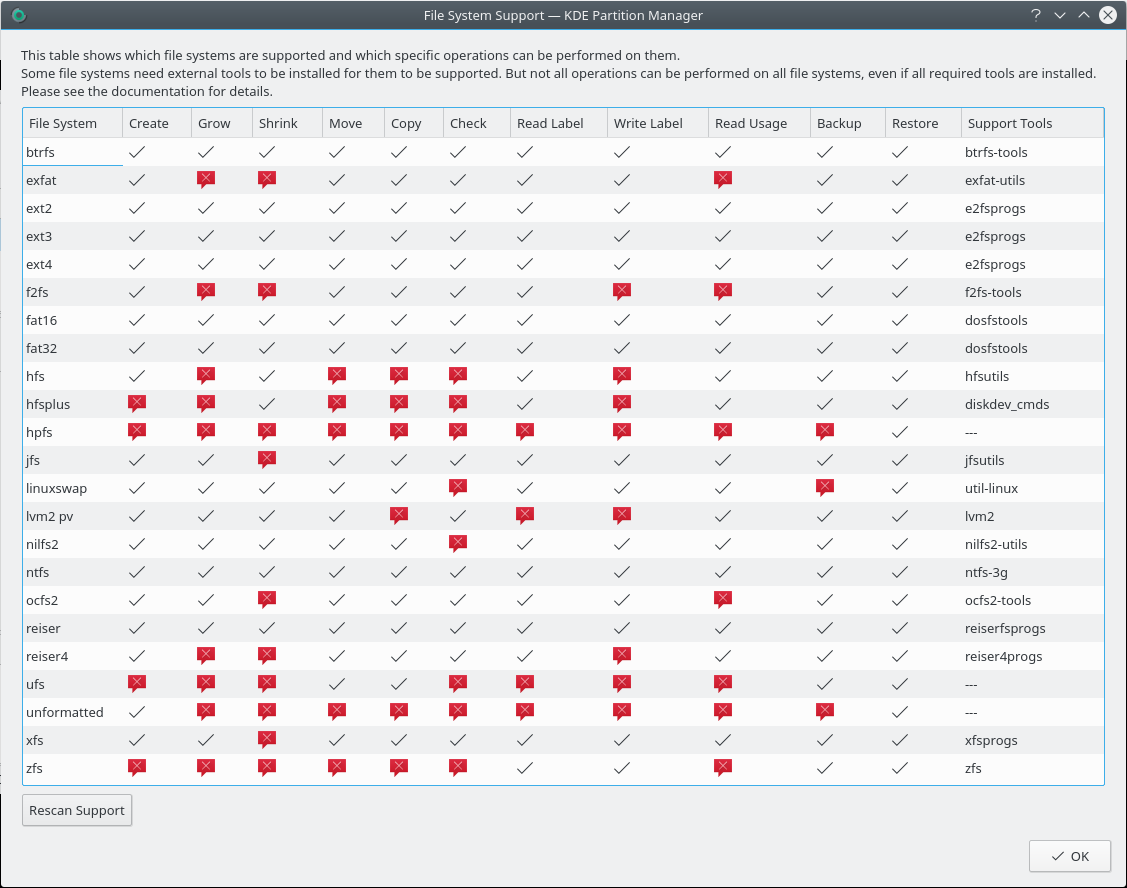 File System Support — KDE Partition Manager
This table shows which file systems are supported and which specific operations can be performed on them.
Some file systems need external tools to be installed for them to be supported. But not all operations can be performed on all file systems, even if all required tools are installed.
Please see the documentation for details.
File System Create Grow Shrink Move Copy Check Read Label Write Label Read Usage Backup Restore Support Tools
btrfs btrfs-tools
exfat exfat-utils
ext2 e2fsprogs
ext3 e2fsprogs
ext4 e2fsprogs
f2fs f2fs-tools
fat16 dosfstools
fat32 dosfstools
hfs hfsutils
hfsplus diskdev_cmds
hpfs ---
jfs jfsutils
linuxswap util-linux
lvm2 pv lvm2
nilfs2 nilfs2-utils
ntfs ntfs-3g
ocfs2 ocfs2-tools
reiser reiserfsprogs
reiser4 reiser4progs
ufs ---
unformatted ---
xfs xfsprogs
zfs zfs
Rescan Support
OK